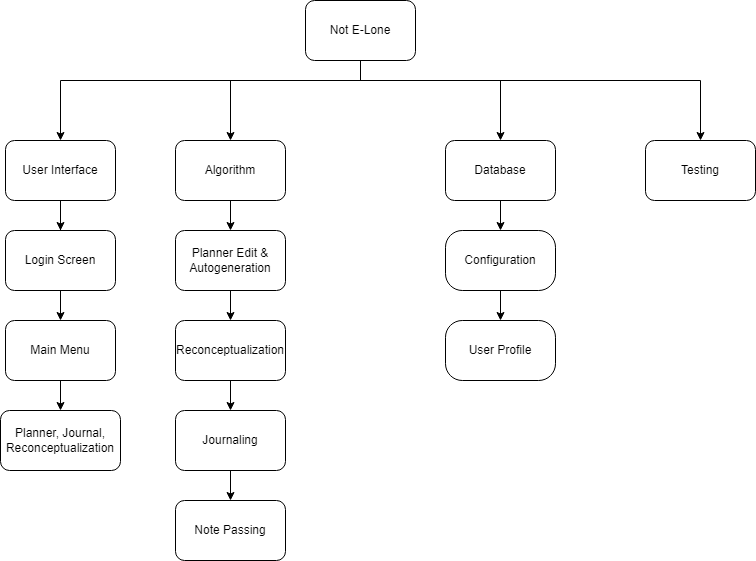 Not E-Lone
User Interface
Algorithm
Database
Testing
Login Screen
Planner Edit &
Autogeneration
Configuration
Main Menu
Reconceptualization
User Profile
Planner, Journal,
Reconceptualization
Journaling
Note Passing